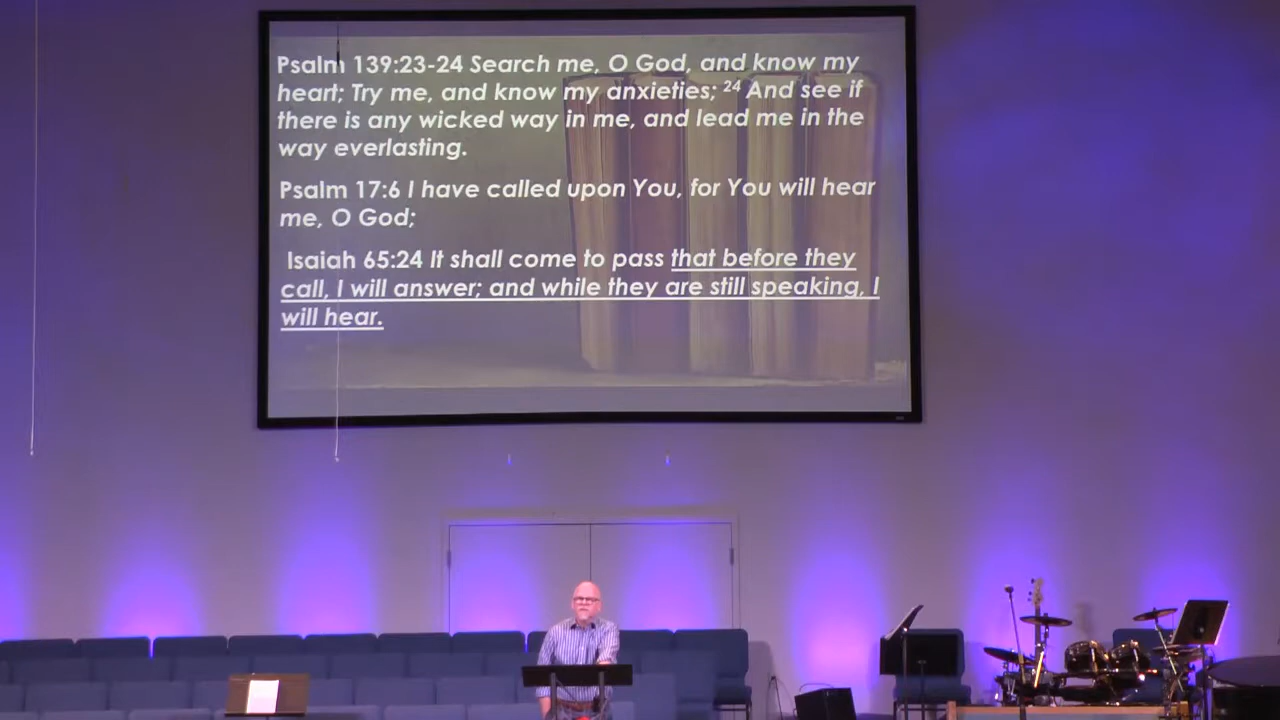 Psalm 139:23-24 Search me, O God, and know my
heart; Try me, and know my anxieties; ²⁴ And see if
there is any wicked way in me, and lead me in the
way everlasting.
Psalm 17:6 I have called upon You, for You will hear
me, O God;
Isaiah 65:24 It shall come to pass that before they
call, I will answer; and while they are still speaking, I
will hear.